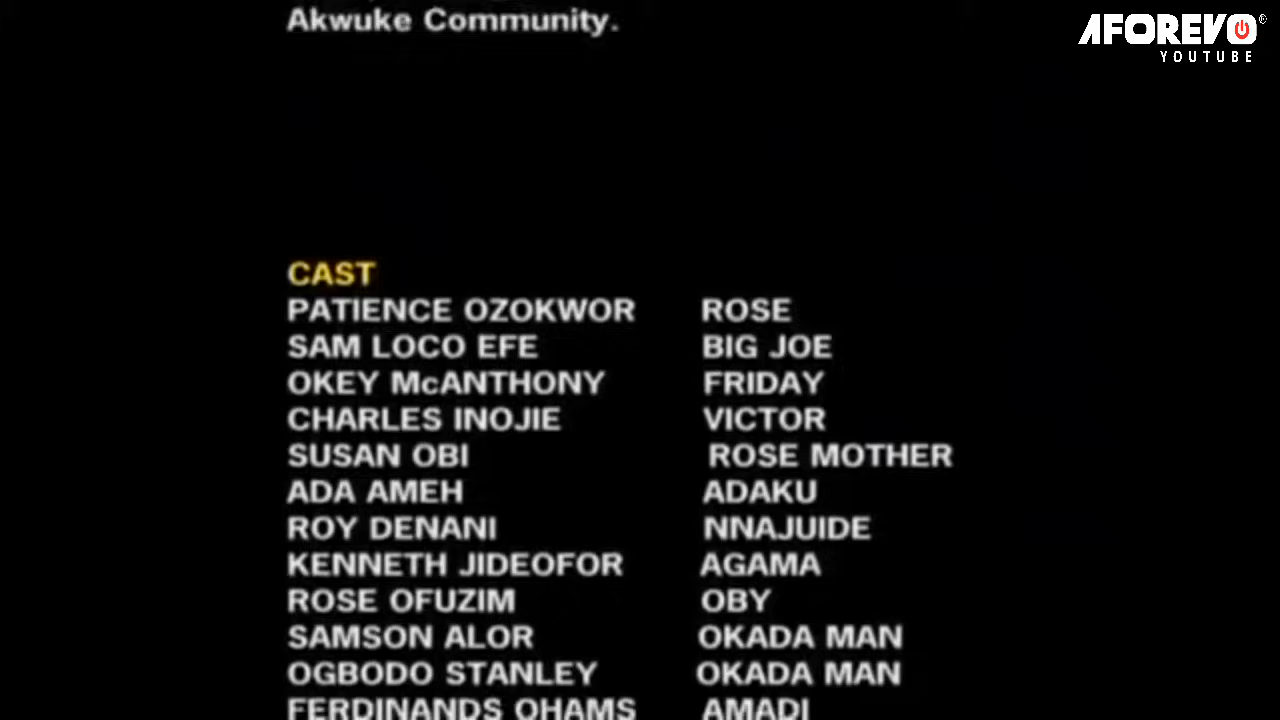 Akwuke Community.
AFOREVO
YOUTUBE
CAST
PATIENCE OZOKWOR ROSE
SAM LOCO EFE BIG JOE
OKEY McANTHONY FRIDAY
CHARLES INOJIE VICTOR
SUSAN OBI ROSE MOTHER
ADA AMEH ADAKU
ROY DENANI NNAJUIDE
KENNETH JIDEOFOR AGAMA
ROSE OFUZIM OBY
SAMSON ALOR OKADA MAN
OGBODO STANLEY OKADA MAN
FERDINANDS OHAMS AMADI